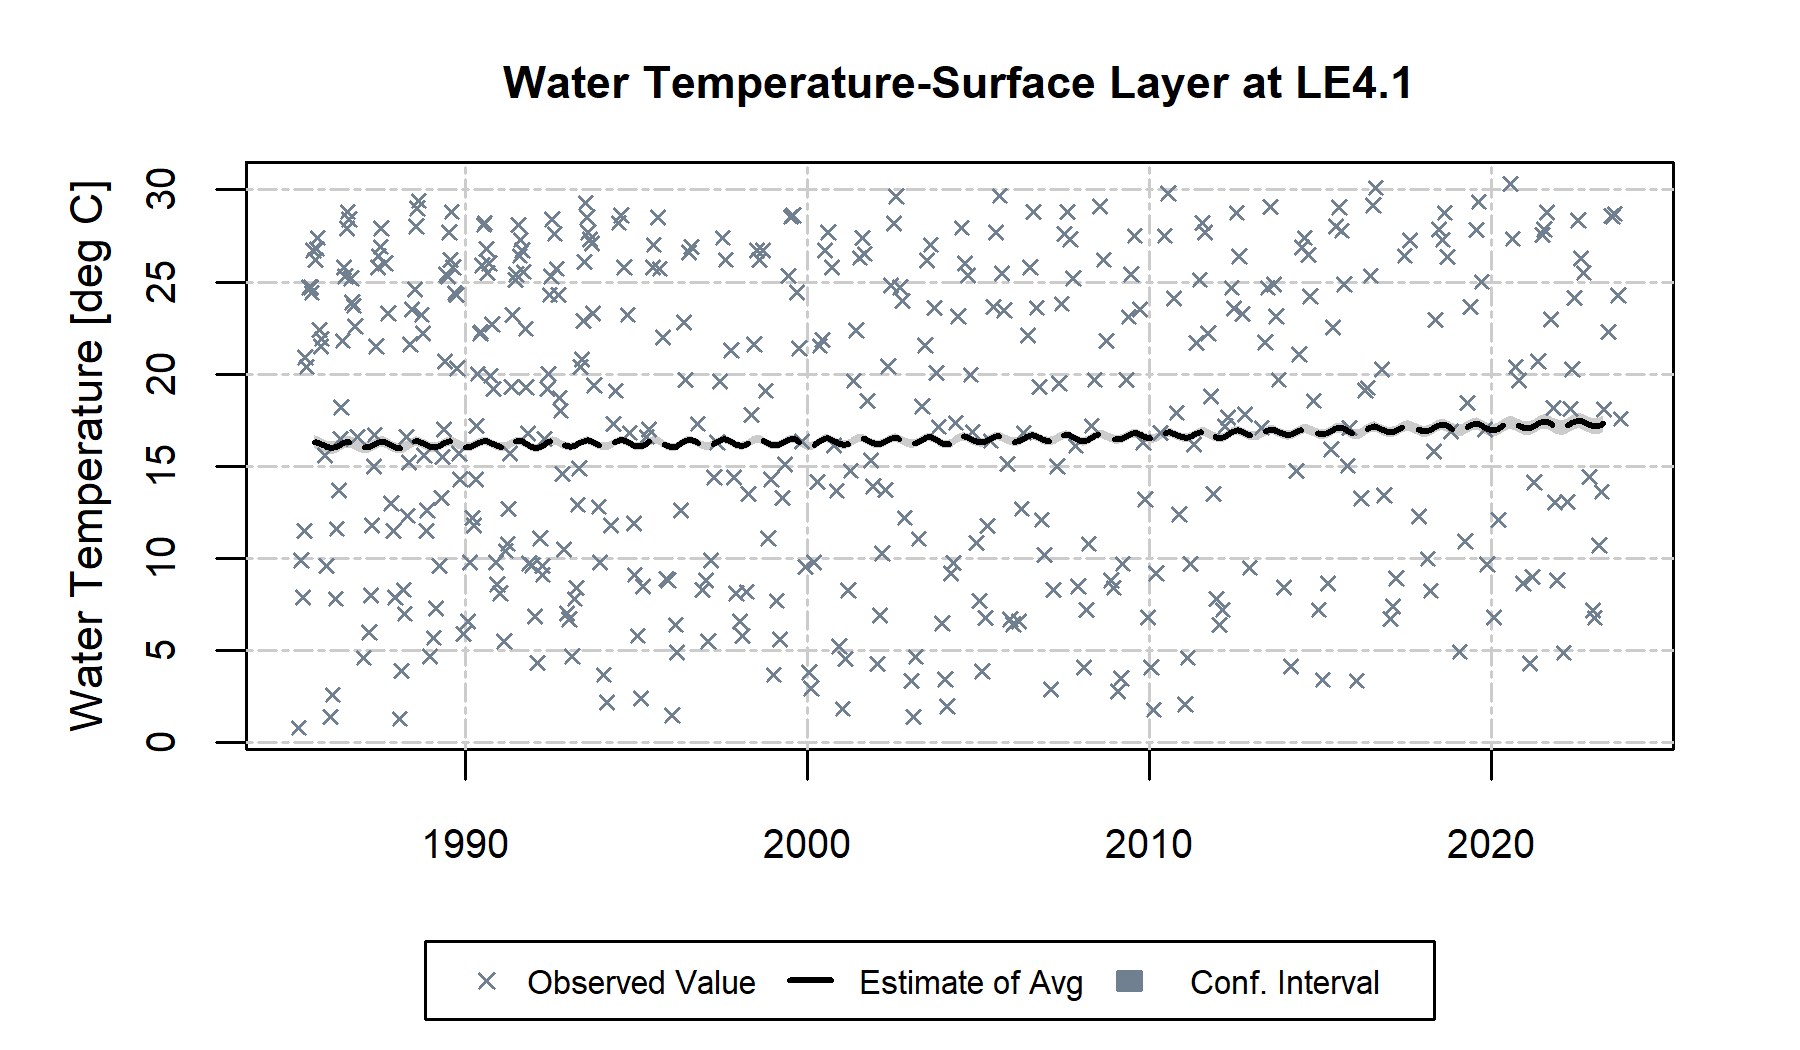 Water Temperature-Surface Layer at LE4.1
Water Temperature [deg C]
30
25
20
15
10
5
0
1990 2000 2010 2020
Observed Value Estimate of Avg Conf. Interval